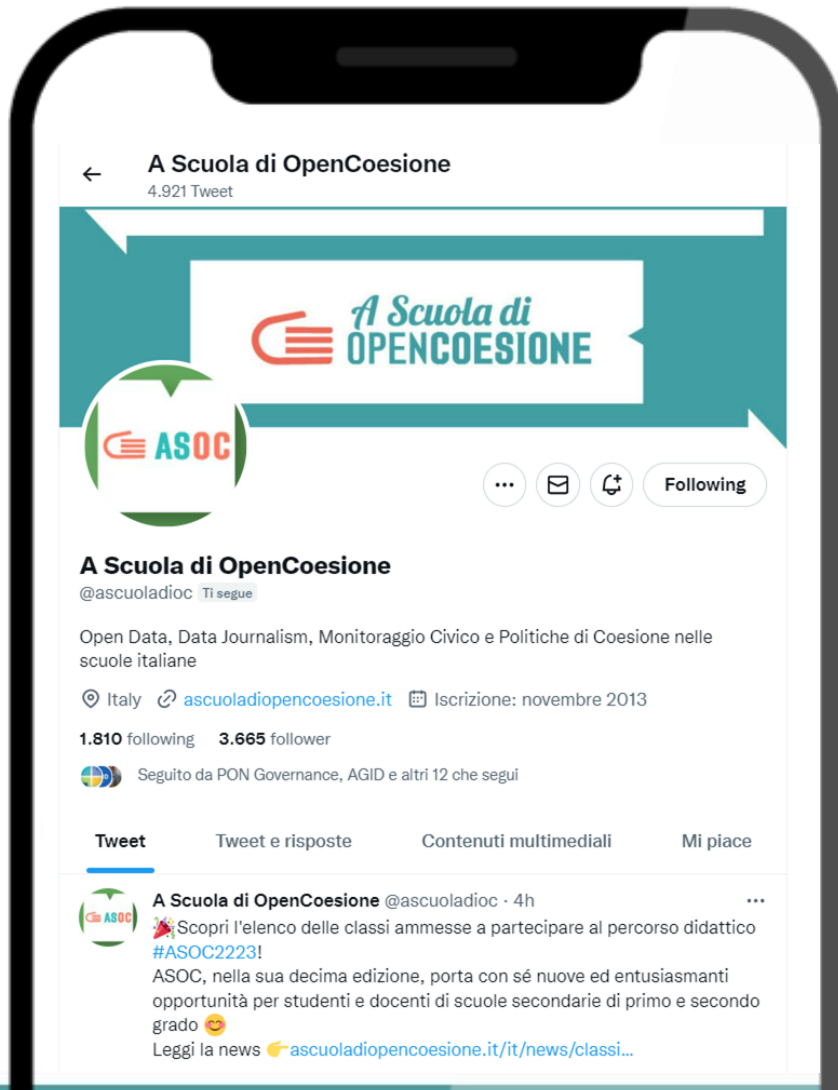 A Scuola di OpenCoesione
4.921 Tweet
A Scuola di
OPENCOESIONE
ASOC
Following
A Scuola di OpenCoesione
@ascuoladioc Ti segue
Open Data, Data Journalism, Monitoraggio Civico e Politiche di Coesione nelle
scuole italiane
Italy ascuoladiopencoesione.it Iscrizione: novembre 2013
1.810 following 3.665 follower
Seguito da PON Governance, AGID e altri 12 che segui
Tweet Tweet e risposte Contenuti multimediali Mi piace
ASOC
A Scuola di OpenCoesione @ascuoladioc · 4h
🎉Scopri l'elenco delle classi ammesse a partecipare al percorso didattico
#ASOC2223!
ASOC, nella sua decima edizione, porta con sé nuove ed entusiasmanti
opportunità per studenti e docenti di scuole secondarie di primo e secondo
grado 😊
Leggi la news 👉ascuoladiopencoesione.it/it/news/classi...